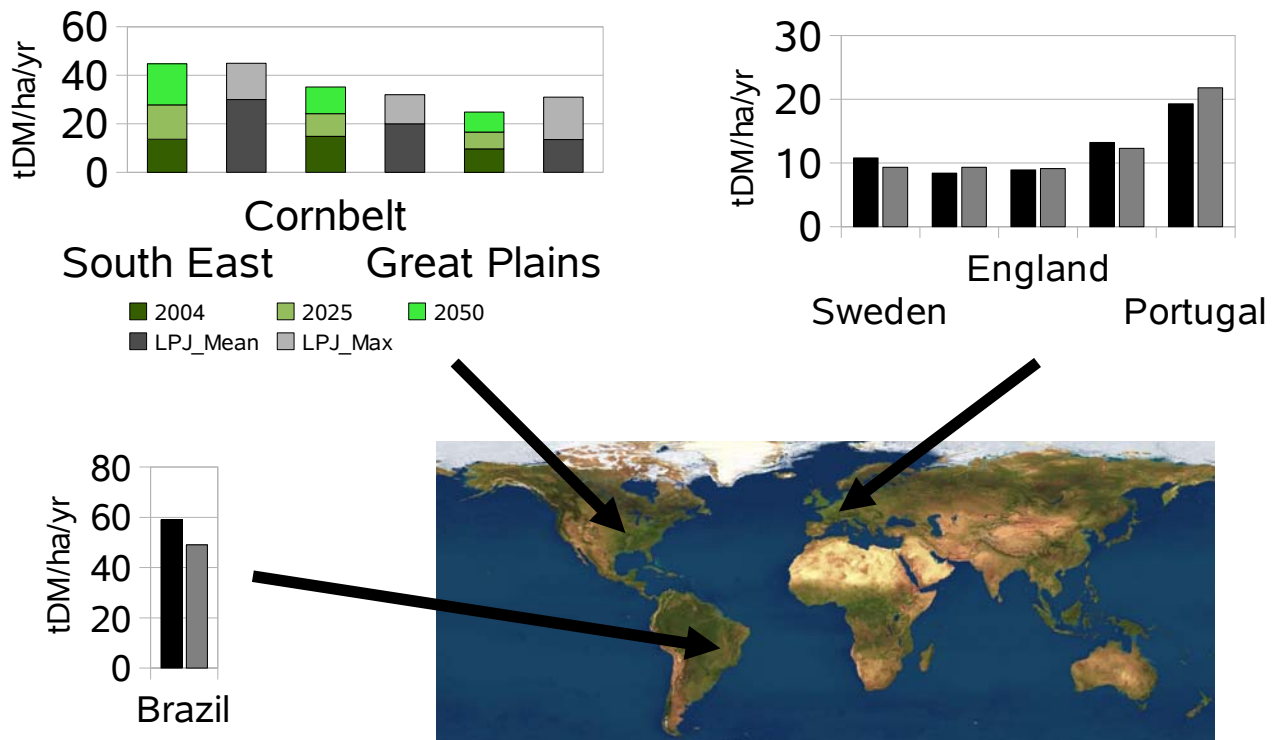 60
40
20
0
tDM/ha/yr
Cornbelt
South East Great Plains
2004 2025 2050
LPJ_Mean LPJ_Max
30
20
10
0
tDM/ha/yr
England
Sweden Portugal
80
60
40
20
0
tDM/ha/yr
Brazil